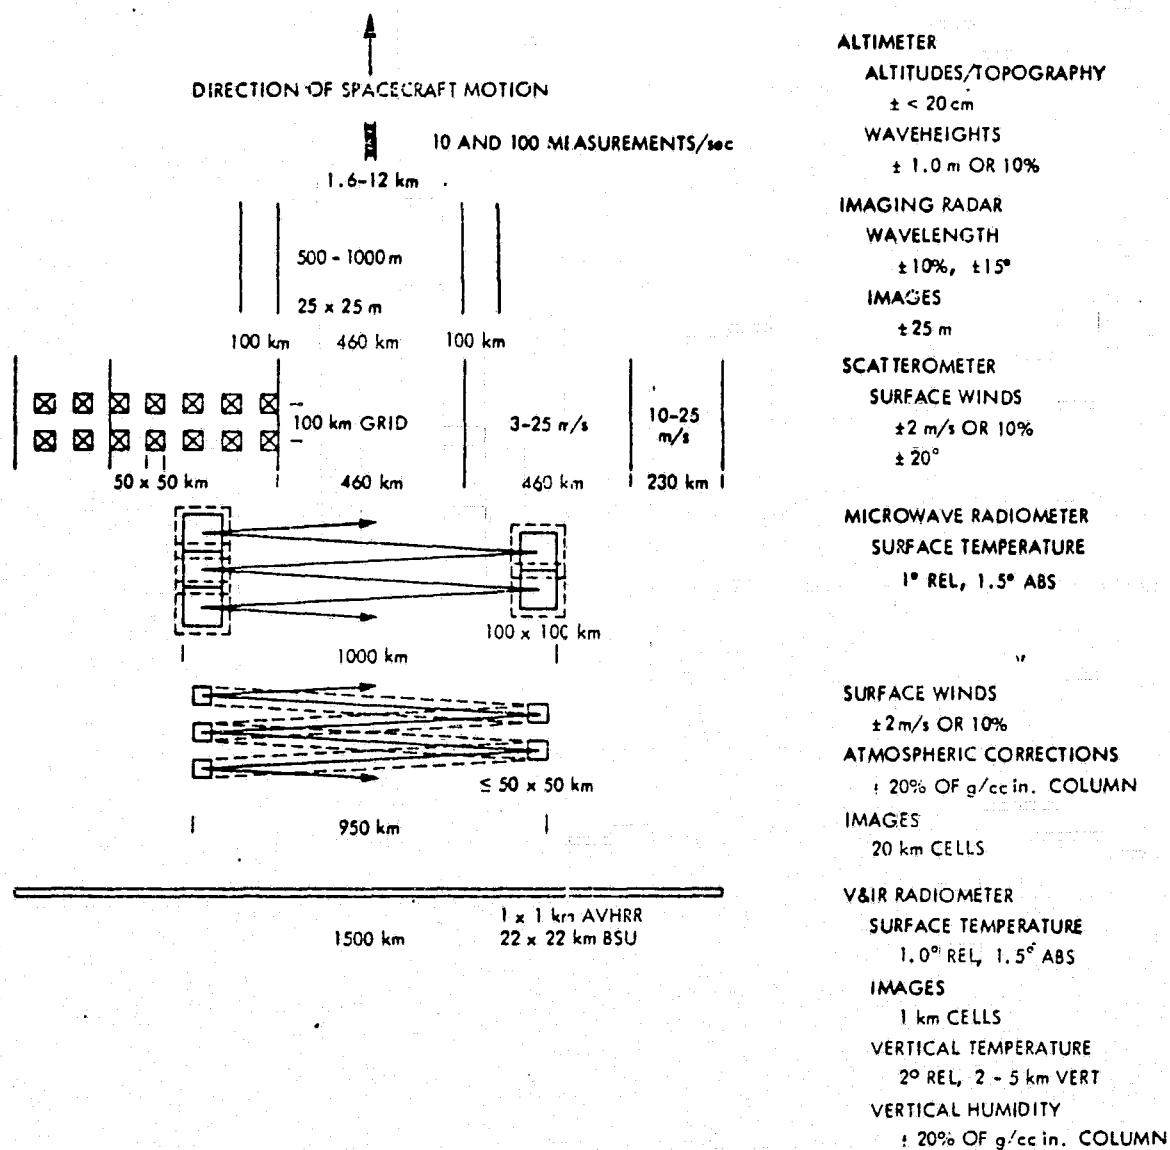 DIRECTION OF SPACECRAFT MOTION
10 AND 100 MEASUREMENTS/sec
1.6-12 km
500 - 1000 m
25 x 25 m
100 km 460 km 100 km
100 km GRID
3-25 m/s
10-25
m/s
50 x 50 km
460 km
460 km
230 km
100 x 100 km
1000 km
≤ 50 x 50 km
950 km
1 x 1 km AVHRR
1500 km
22 x 22 km BSU
ALTIMETER
ALTITUDES/TOPOGRAPHY
± < 20 cm
WAVEHEIGHTS
± 1.0 m OR 10%
IMAGING RADAR
WAVELENGTH
±10%, ±15°
IMAGES
±25 m
SCATTEROMETER
SURFACE WINDS
±2 m/s OR 10%
± 20°
MICROWAVE RADIOMETER
SURFACE TEMPERATURE
1° REL, 1.5° ABS
SURFACE WINDS
±2 m/s OR 10%
ATMOSPHERIC CORRECTIONS
± 20% OF g/cc in. COLUMN
IMAGES
20 km CELLS
V&IR RADIOMETER
SURFACE TEMPERATURE
1.0° REL, 1.5° ABS
IMAGES
1 km CELLS
VERTICAL TEMPERATURE
2° REL, 2 - 5 km VERT
VERTICAL HUMIDITY
± 20% OF g/cc in. COLUMN